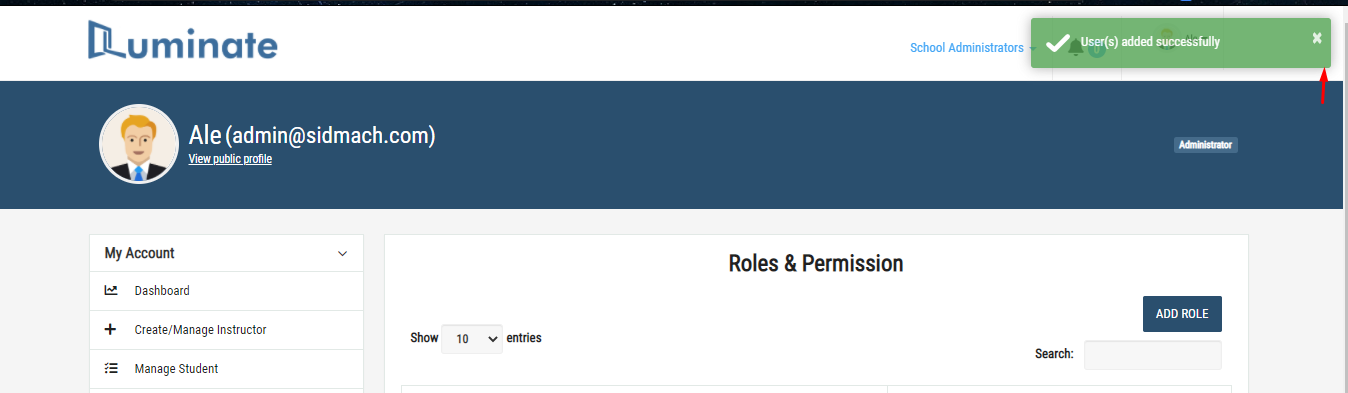 Luminate
School Administrators
User(s) added successfully
×
Ale (admin@sidmach.com)
View public profile
Administrator
My Account
Dashboard
Create/Manage Instructor
Manage Student
Roles & Permission
ADD ROLE
Show 10 entries
Search: